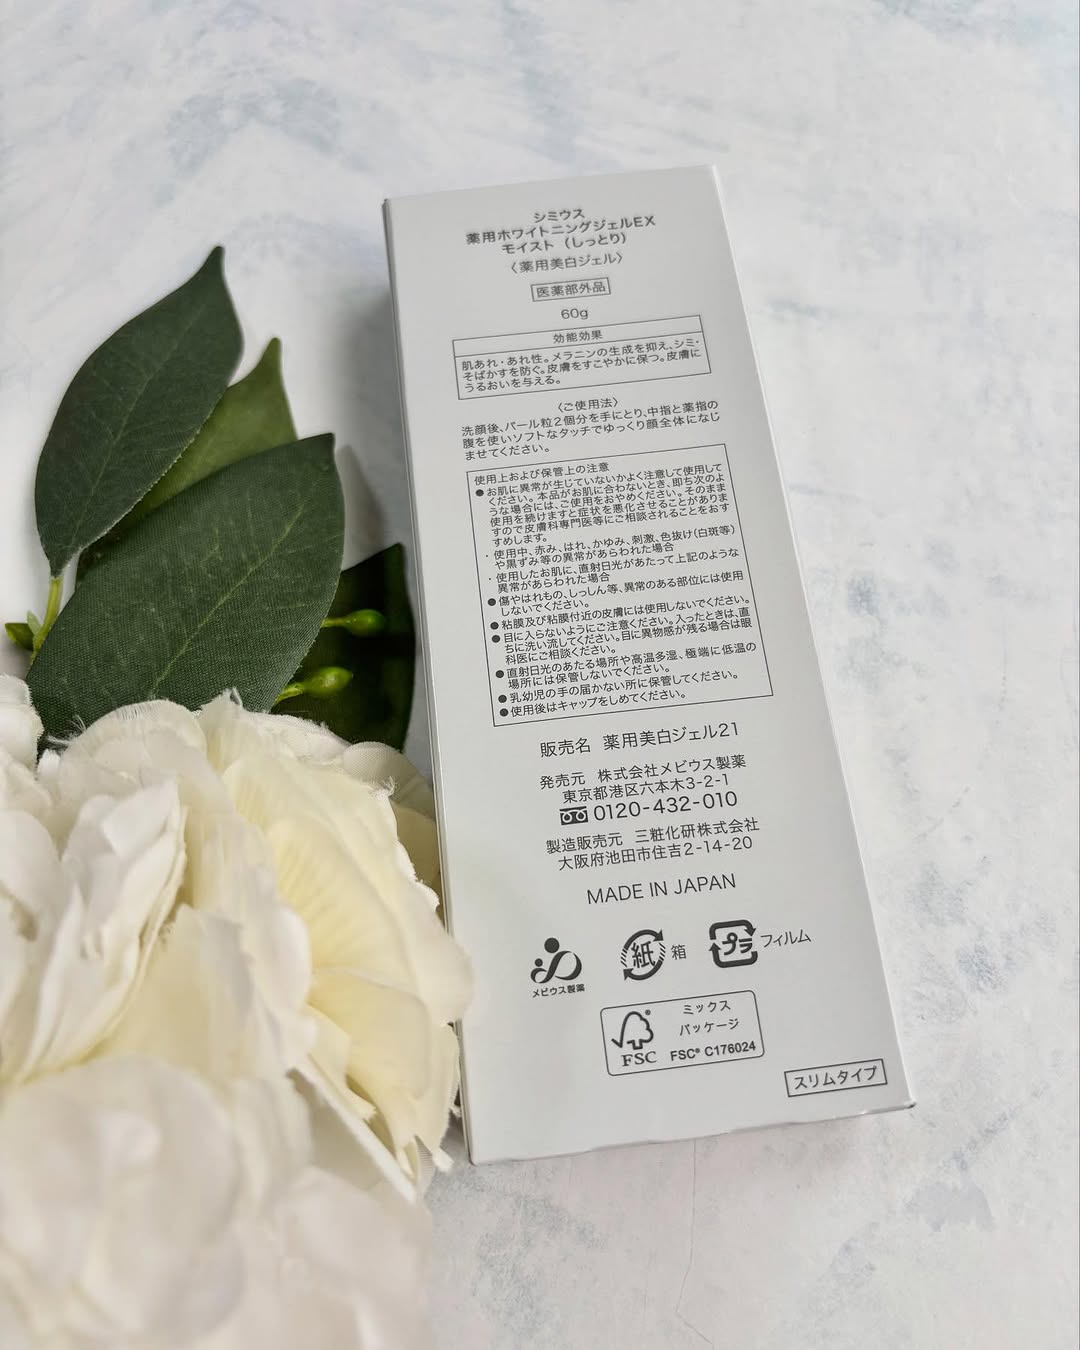 シミウス
薬用ホワイトニングジェルEX
モイスト（しっとり）
〈薬用美白ジェル〉
医薬部外品
60g
効能効果
肌あれ・あれ性。メラニンの生成を抑え、シミ・
そばかすを防ぐ。皮膚をすこやかに保つ。皮膚に
うるおいを与える。
〈ご使用法〉
洗顔後、パール粒2個分を手にとり、中指と薬指の
腹を使いソフトなタッチでゆっくり顔全体になじ
ませてください。
使用上および保管上の注意
●お肌に異常が生じていないかよく注意して使用して
ください。本品がお肌に合わないとき、即ち次のよ
うな場合には、ご使用をおやめください。そのまま
使用を続けますと症状を悪化させることがありま
すので皮膚科専門医等にご相談されることをおす
すめします。
・使用中、赤み、はれ、かゆみ、刺激、色抜け(白斑等)
や黒ずみ等の異常があらわれた場合
・使用したお肌に、直射日光があたって上記のような
異常があらわれた場合
●傷やはれもの、しっしん等、異常のある部位には使用
しないでください。
●粘膜及び粘膜付近の皮膚には使用しないでください。
●目に入らないようにご注意ください。入ったときは、直
ちに洗い流してください。目に異物感が残る場合は眼
科医にご相談ください。
●直射日光のあたる場所や高温多湿、極端に低温の
場所には保管しないでください。
●乳幼児の手の届かない所に保管してください。
●使用後はキャップをしめてください。
販売名 薬用美白ジェル21
発売元 株式会社メビウス製薬
東京都港区六本木3-2-1
0120-432-010
製造販売元 三粧化研株式会社
大阪府池田市住吉2-14-20
MADE IN JAPAN
メビウス製薬
紙 箱
プラ フィルム
FSC
ミックス
パッケージ
FSC® C176024
スリムタイプ